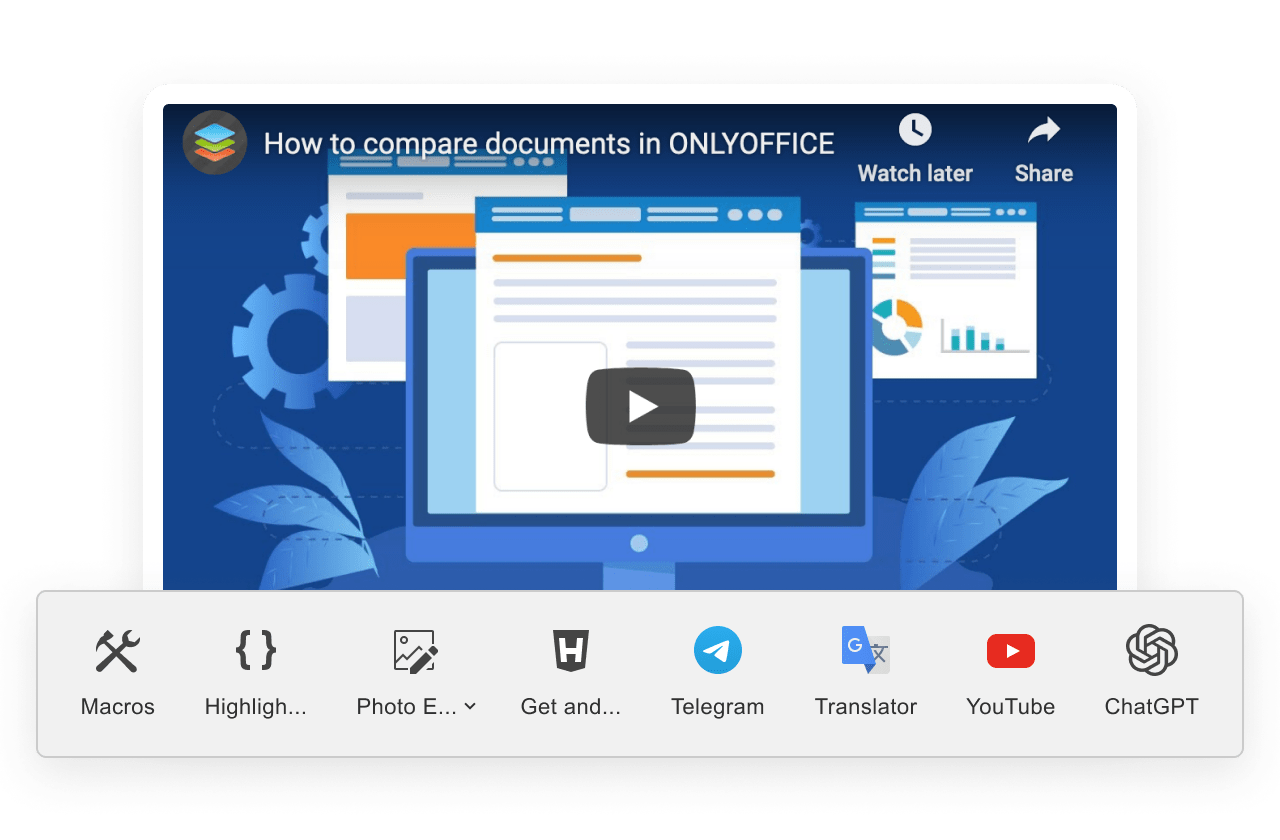 How to compare documents in ONLYOFFICE
Watch later
Share
Macros
Highligh...
Photo E...
Get and...
Telegram
Translator
YouTube
ChatGPT